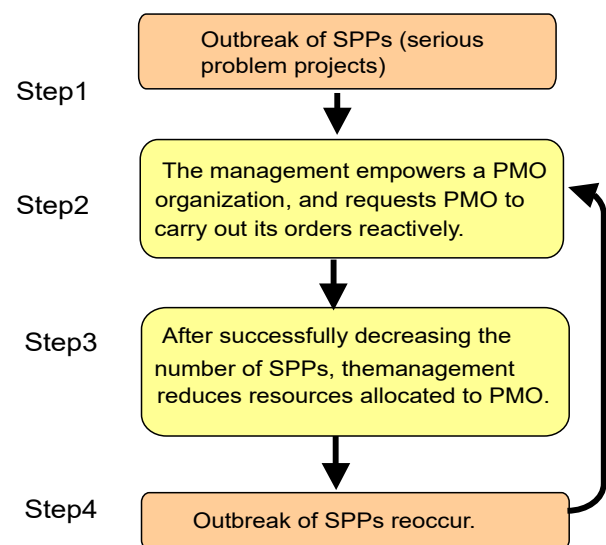 Outbreak of SPPs (serious
problem projects)
Step1
The management empowers a PMO
organization, and requests PMO to
carry out its orders reactively.
Step2
After successfully decreasing the
number of SPPs, themanagement
reduces resources allocated to PMO.
Step3
Step4
Outbreak of SPPs reoccur.